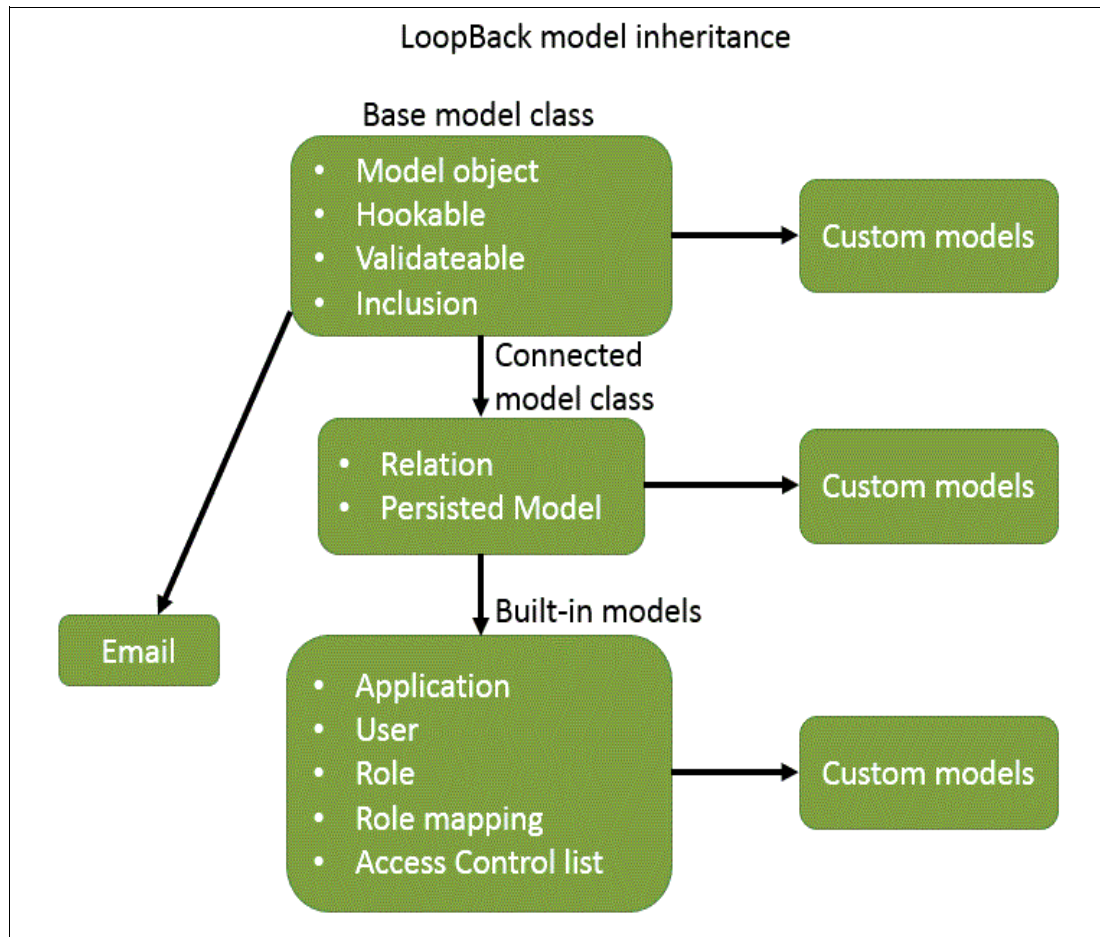 LoopBack model inheritance
Base model class
• Model object
• Hookable
• Validateable
• Inclusion
Custom models
Connected
model class
• Relation
• Persisted Model
Custom models
Email
Built-in models
• Application
• User
• Role
• Role mapping
• Access Control list
Custom models